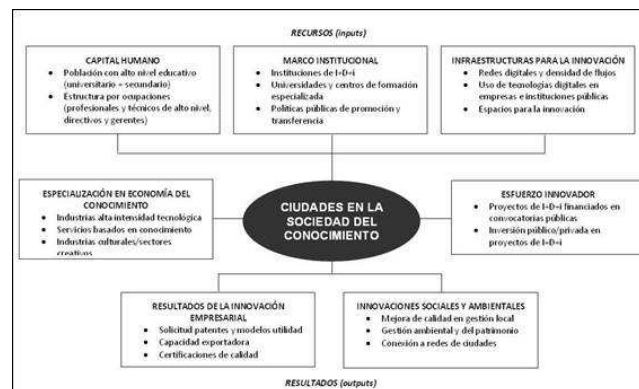 RECURSOS (inputs)
CAPITAL HUMANO
• Población con alto nivel educativo
(universitario + secundario)
• Estructura por ocupaciones
(profesionales y técnicos de alto nivel,
directivos y gerentes)
MARCO INSTITUCIONAL
• Instituciones de I+D+i
• Universidades y centros de formación
especializada
• Políticas públicas de promoción y
transferencia
INFRAESTRUCTURAS PARA LA INNOVACIÓN
• Redes digitales y densidad de flujos
• Uso de tecnologías digitales en
empresas e instituciones públicas
• Espacios para la innovación
ESPECIALIZACIÓN EN ECONOMÍA DEL
CONOCIMIENTO
• Industrias alta intensidad tecnológica
• Servicios basados en conocimiento
• Industrias culturales/sectores
creativos
CIUDADES EN LA
SOCIEDAD DEL
CONOCIMIENTO
ESFUERZO INNOVADOR
• Proyectos de I+D+i financiados en
convocatorias públicas
• Inversión público/privada en
proyectos de I+D+i
RESULTADOS DE LA INNOVACIÓN
EMPRESARIAL
• Solicitud patentes y modelos utilidad
• Capacidad exportadora
• Certificaciones de calidad
INNOVACIONES SOCIALES Y AMBIENTALES
• Mejora de calidad en gestión local
• Gestión ambiental y del patrimonio
• Conexión a redes de ciudades
RESULTADOS (outputs)